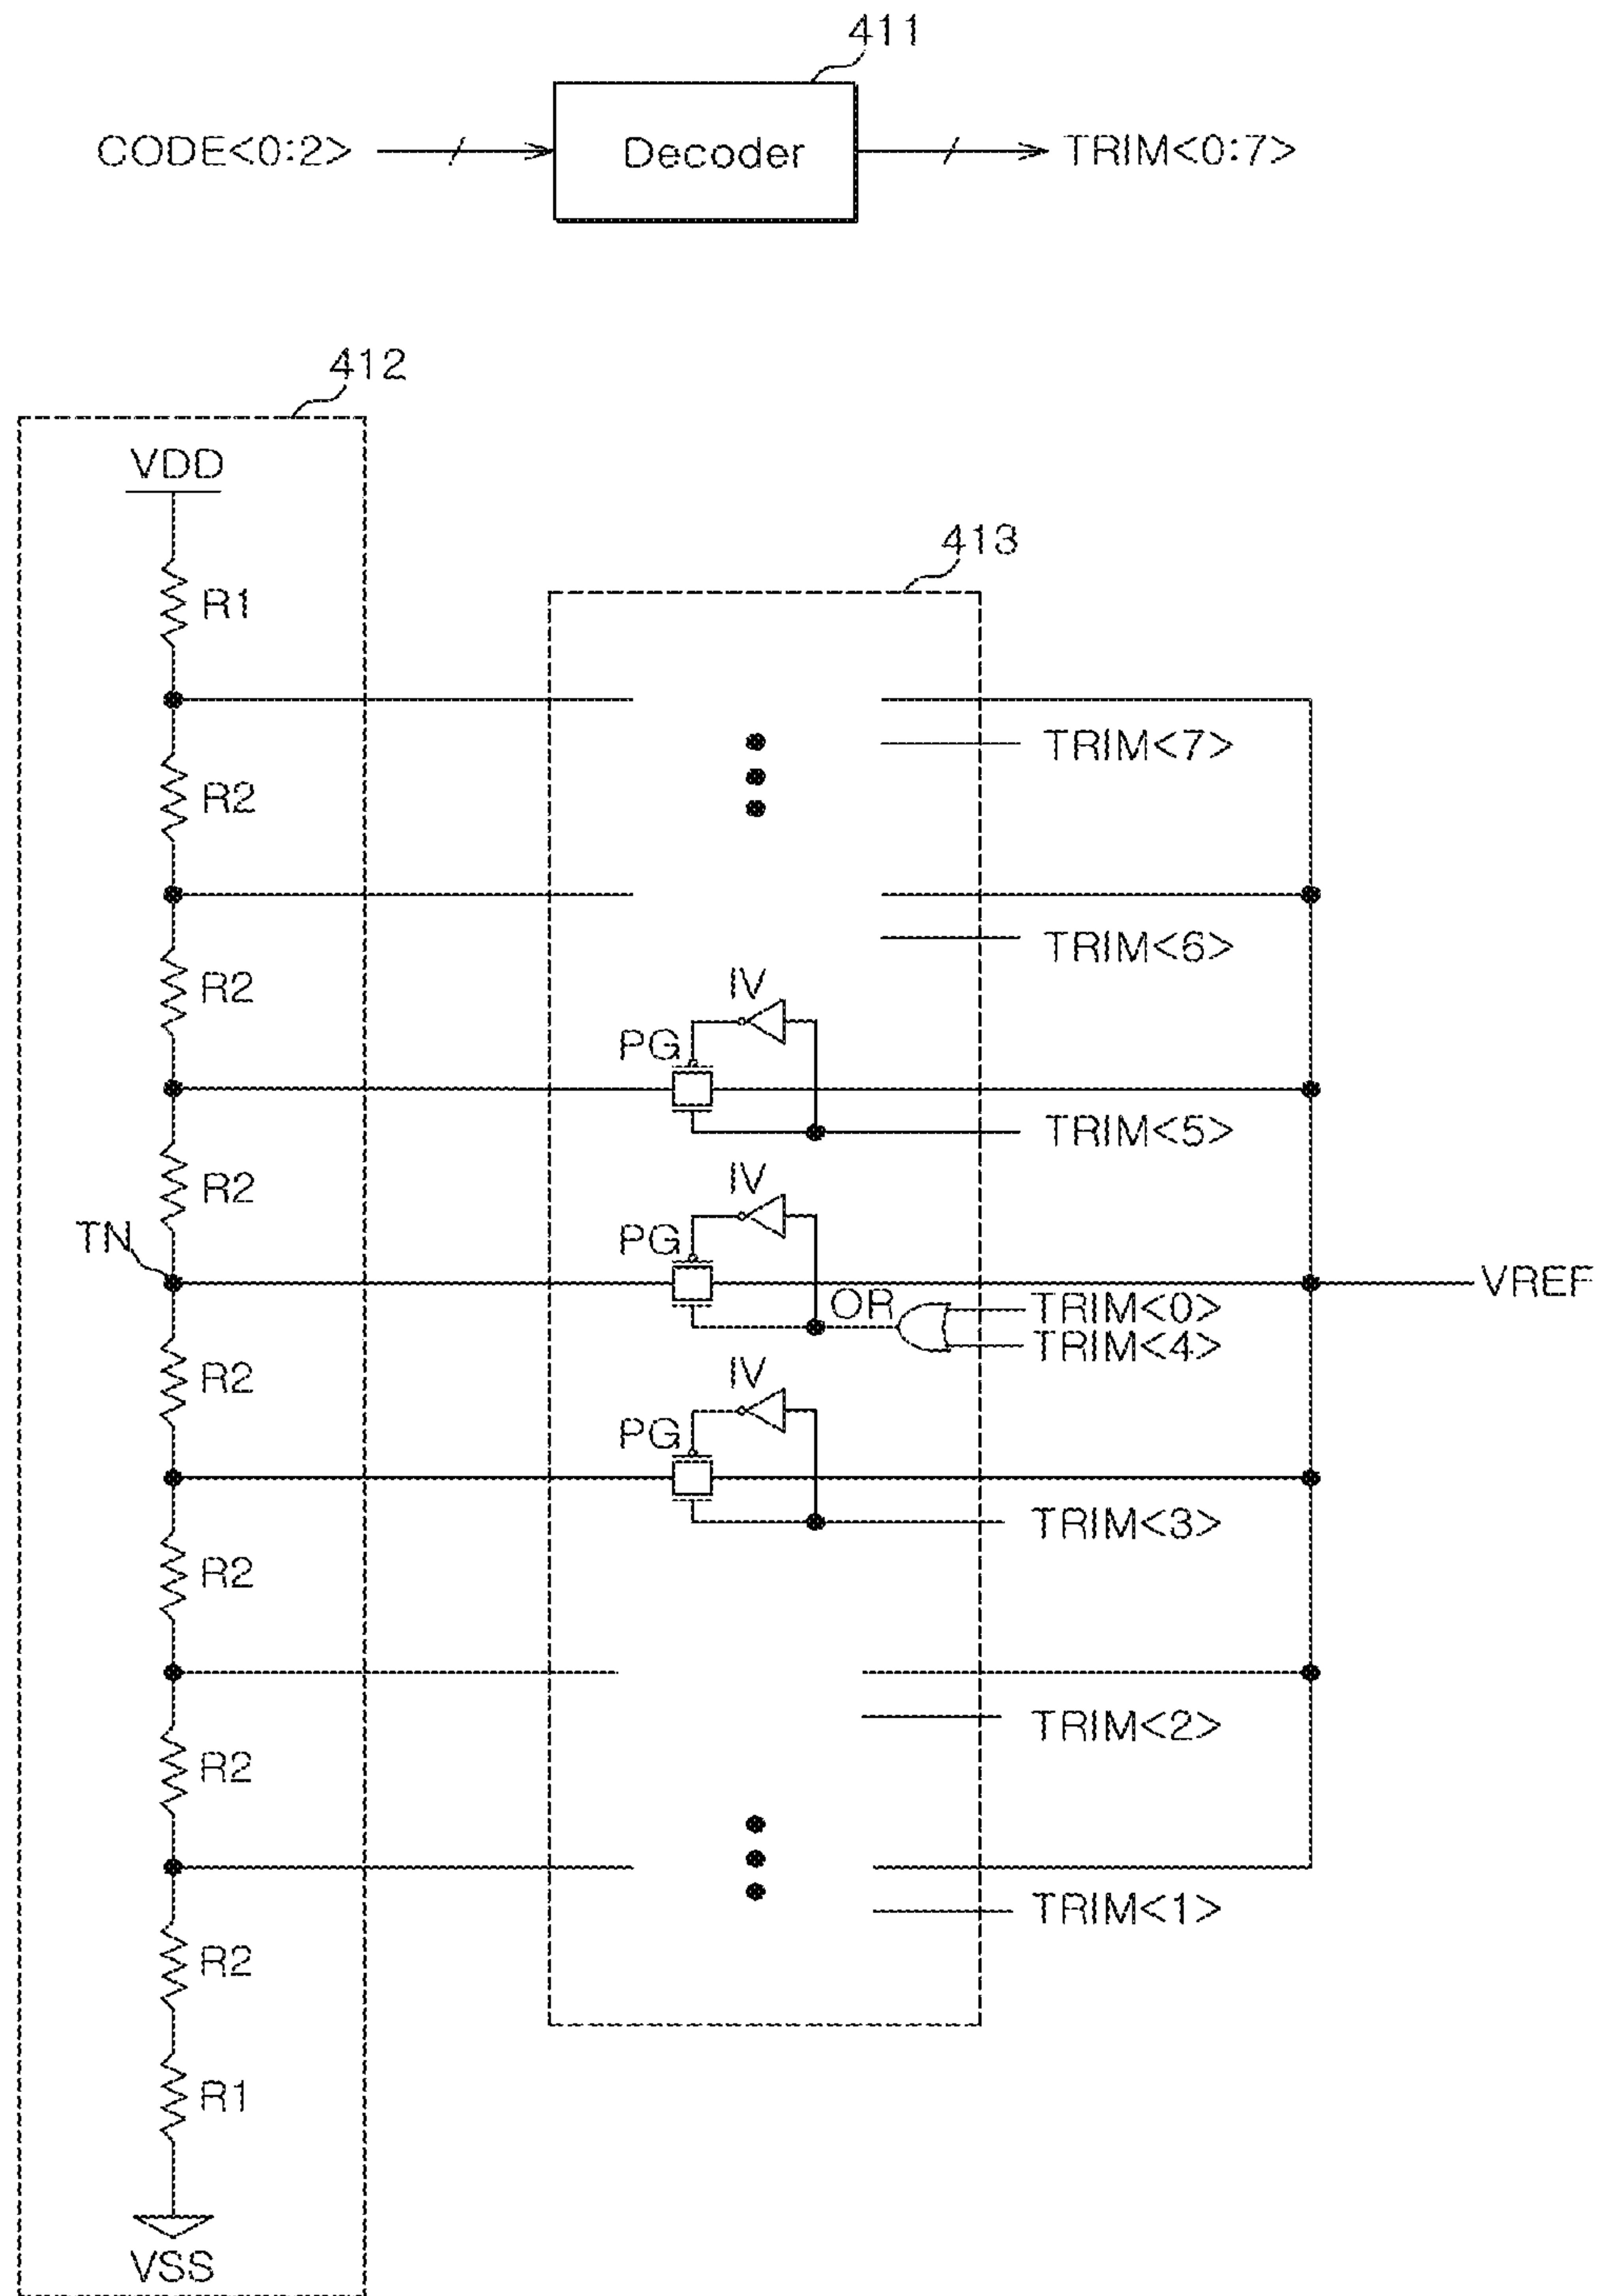 411
CODE<0:2>
Decoder
TRIM<0:7>
412
VDD
413
R1
TRIM<7>
R2
TRIM<6>
R2
IV
PG
TRIM<5>
R2
IV
TN
PG
VREF
OR
TRIM<0>
TRIM<4>
R2
IV
PG
TRIM<3>
R2
TRIM<2>
R2
TRIM<1>
R2
R1
VSS